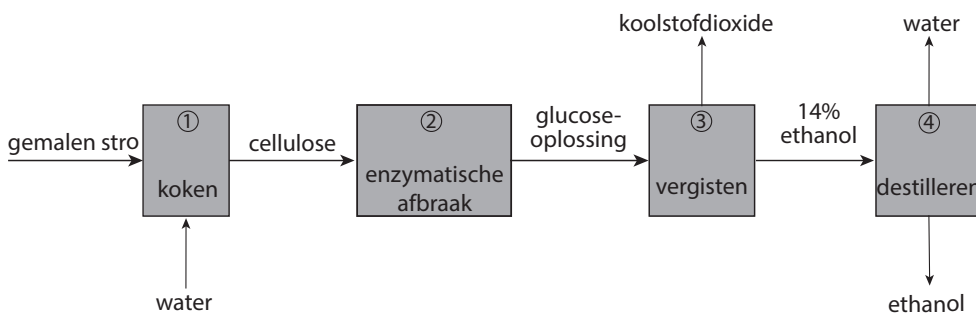 koolstofdioxide
water
①
②
③
④
gemalen stro
cellulose
glucose-
oplossing
14%
ethanol
koken
enzymatische
afbraak
vergisten
destilleren
water
ethanol